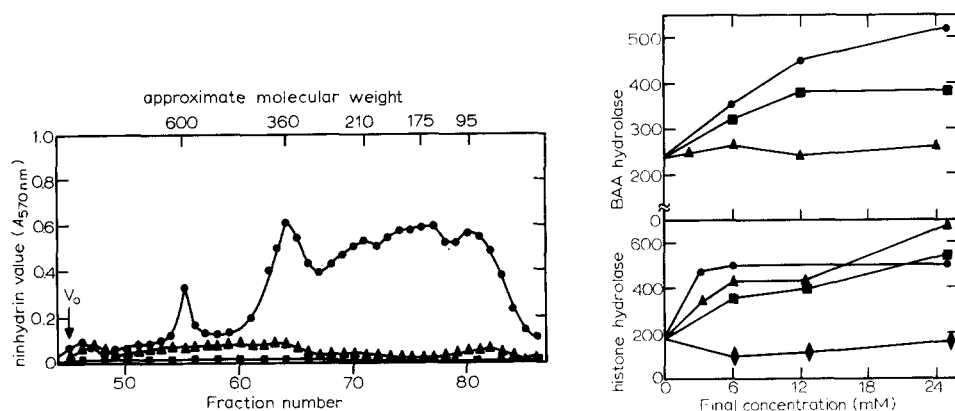 approximate molecular weight
600 360 210 175 95
1.0
0.8
0.6
0.4
0.2
0
ninhydrin value (A570nm)
Vo
50 60 70 80
Fraction number
500
400
300
200
0
BAA hydrolase
600
400
200
0
histone hydrolase
0 6 12 18 24
Final concentration (mM)